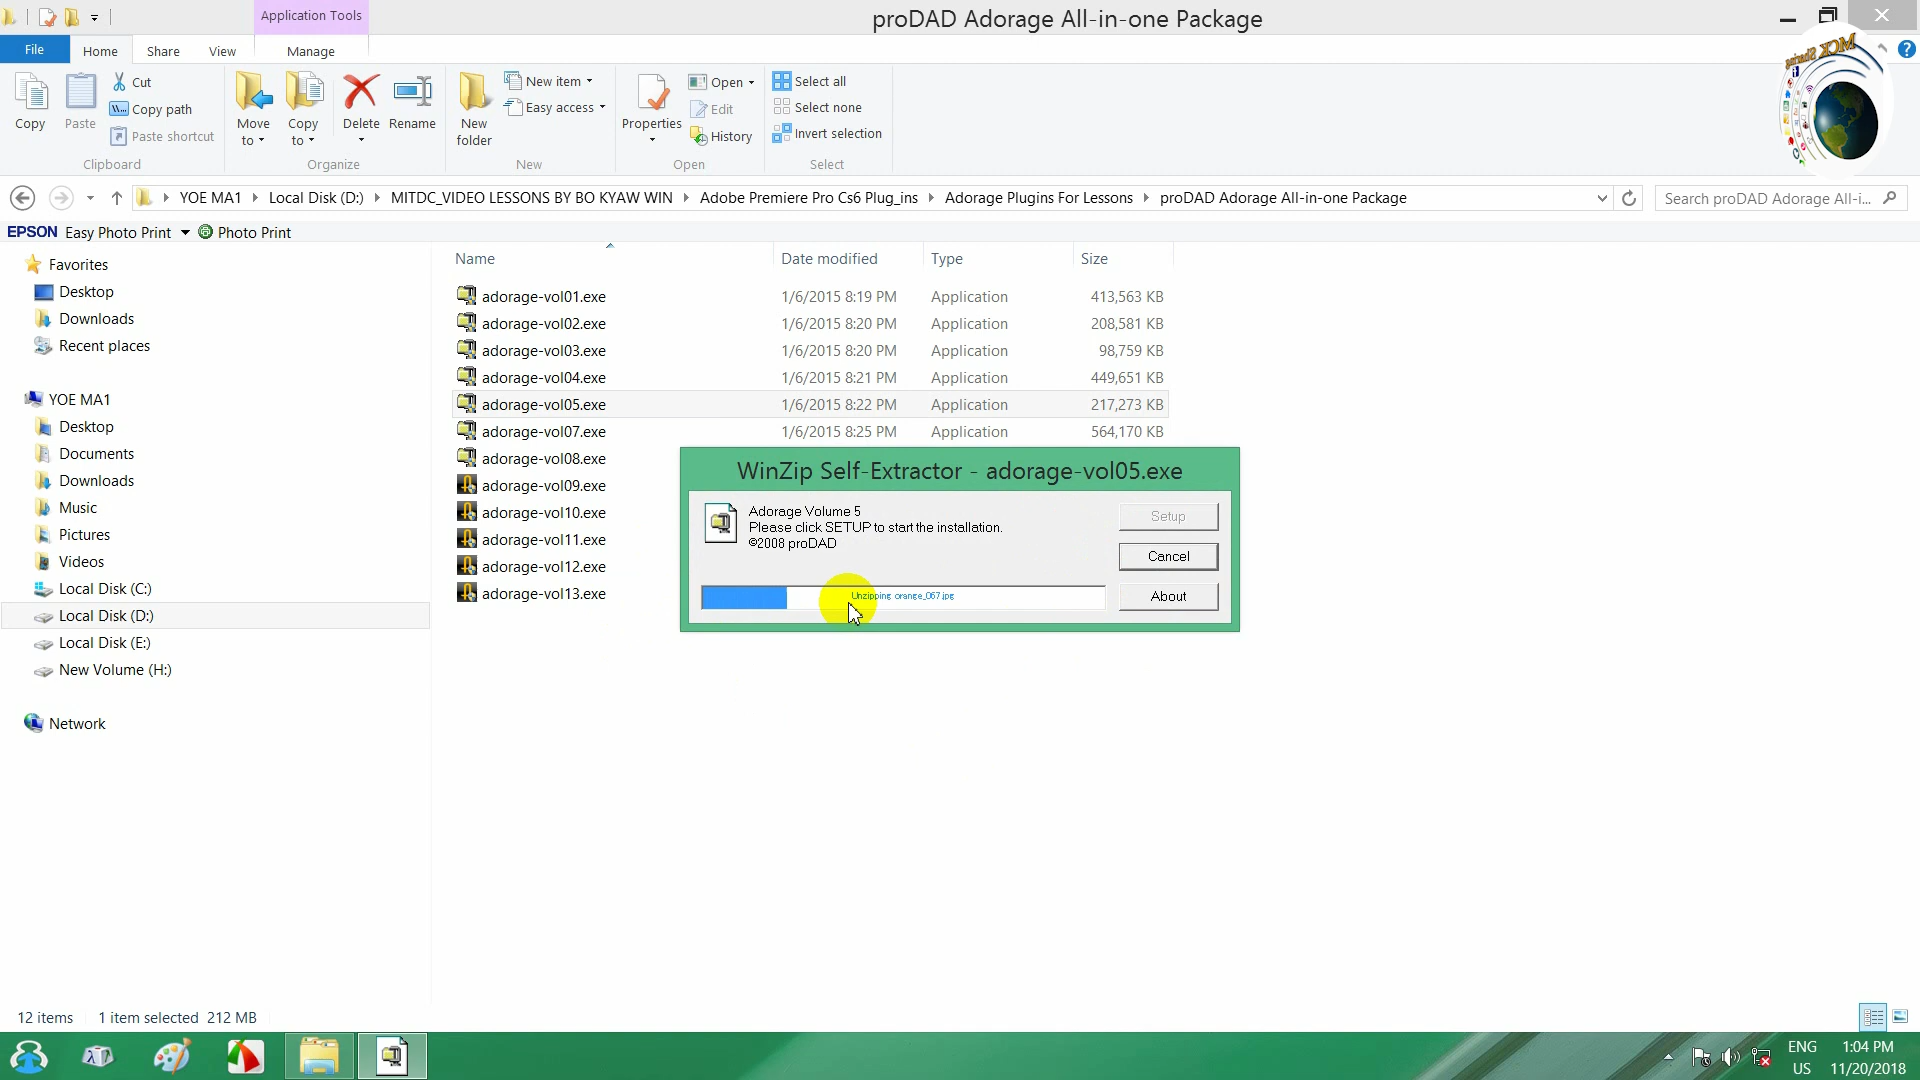 Application Tools
proDAD Adorage All-in-one Package
File
Home
Share
View
Manage
MCK Sharing
Copy
Paste
Cut
Copy path
Paste shortcut
Clipboard
Move to
Copy to
Delete
Rename
Organize
New folder
New item
Easy access
New
Properties
Open
Edit
History
Open
Select all
Select none
Invert selection
Select
YOE MA1 Local Disk (D:) MITDC_VIDEO LESSONS BY BO KYAW WIN Adobe Premiere Pro Cs6 Plug_ins Adorage Plugins For Lessons proDAD Adorage All-in-one Package
Search proDAD Adorage All-i...
EPSON Easy Photo Print Photo Print
Favorites
Desktop
Downloads
Recent places
YOE MA1
Desktop
Documents
Downloads
Music
Pictures
Videos
Local Disk (C:)
Local Disk (D:)
Local Disk (E:)
New Volume (H:)
Network
Name Date modified Type Size
adorage-vol01.exe 1/6/2015 8:19 PM Application 413,563 KB
adorage-vol02.exe 1/6/2015 8:20 PM Application 208,581 KB
adorage-vol03.exe 1/6/2015 8:20 PM Application 98,759 KB
adorage-vol04.exe 1/6/2015 8:21 PM Application 449,651 KB
adorage-vol05.exe 1/6/2015 8:22 PM Application 217,273 KB
adorage-vol07.exe 1/6/2015 8:25 PM Application 564,170 KB
adorage-vol08.exe
adorage-vol09.exe
adorage-vol10.exe
adorage-vol11.exe
adorage-vol12.exe
adorage-vol13.exe
WinZip Self-Extractor - adorage-vol05.exe
Adorage Volume 5
Please click SETUP to start the installation.
©2008 proDAD
Setup
Cancel
About
Unzipping orange_067.jpg
12 items 1 item selected 212 MB
ENG
US
1:04 PM
11/20/2018